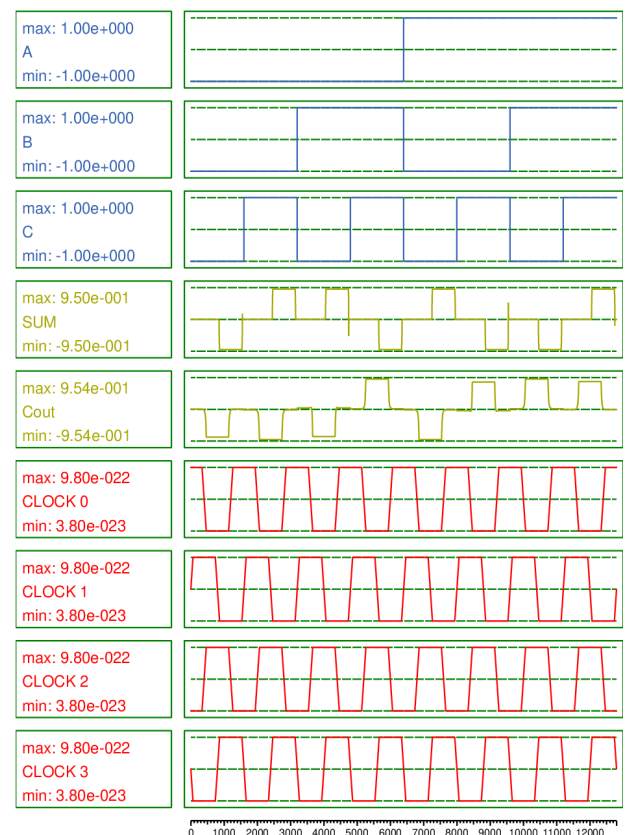 max: 1.00e+000
A
min: -1.00e+000
max: 1.00e+000
B
min: -1.00e+000
max: 1.00e+000
C
min: -1.00e+000
max: 9.50e-001
SUM
min: -9.50e-001
max: 9.54e-001
Cout
min: -9.54e-001
max: 9.80e-022
CLOCK 0
min: 3.80e-023
max: 9.80e-022
CLOCK 1
min: 3.80e-023
max: 9.80e-022
CLOCK 2
min: 3.80e-023
max: 9.80e-022
CLOCK 3
min: 3.80e-023
0 1000 2000 3000 4000 5000 6000 7000 8000 9000 10000 11000 12000